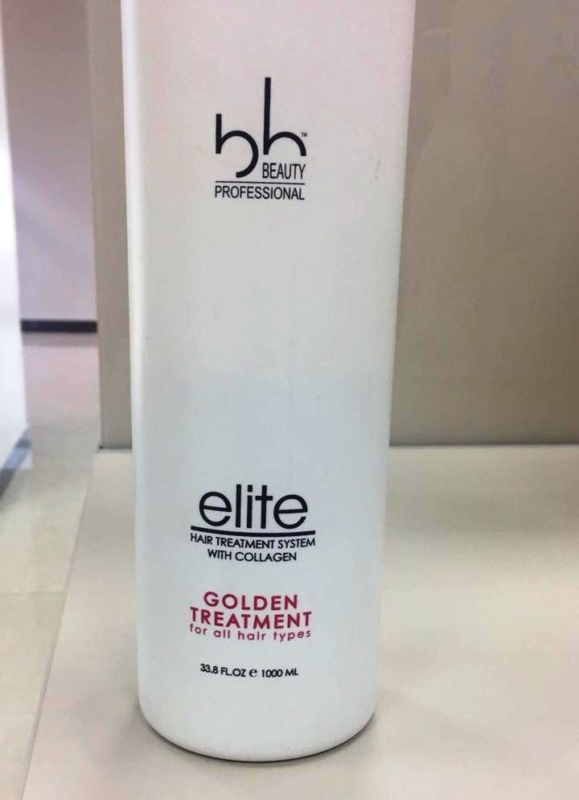 bh™
BEAUTY
PROFESSIONAL
elite
HAIR TREATMENT SYSTEM
WITH COLLAGEN
GOLDEN
TREATMENT
for all hair types
33.8 FL.OZ ℮ 1000 ML